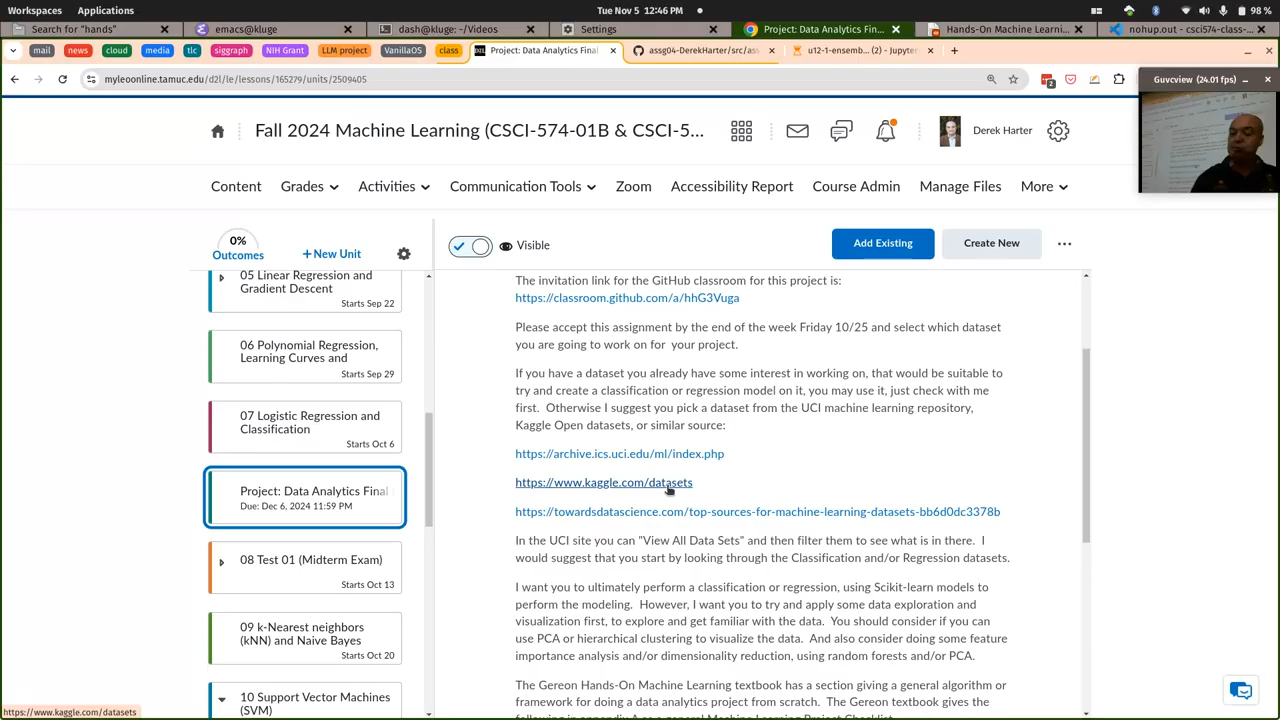 Workspaces Applications Tue Nov 5 12:46 PM 98 %
Search for "hands" emacs@kluge dash@kluge: ~/Videos Settings Project: Data Analytics Fin... Hands-On Machine Learni... nohup.out - csci574-class-...
mail news cloud media tlc siggraph NIH Grant LLM project VanillaOS class Project: Data Analytics Final assg04-DerekHarter/src/ass u12-1-ensemb... (2) - Jupyter
myleoonline.tamuc.edu/d2l/le/lessons/165279/units/2509405
2
Guvcview (24.01 fps)
Fall 2024 Machine Learning (CSCI-574-01B & CSCI-5...
Derek Harter
Content Grades Activities Communication Tools Zoom Accessibility Report Course Admin Manage Files More
0%
Outcomes
+ New Unit
Visible
Add Existing
Create New
05 Linear Regression and
Gradient Descent
Starts Sep 22
06 Polynomial Regression,
Learning Curves and
Starts Sep 29
07 Logistic Regression and
Classification
Starts Oct 6
Project: Data Analytics Final
Due: Dec 6, 2024 11:59 PM
08 Test 01 (Midterm Exam)
Starts Oct 13
09 k-Nearest neighbors
(kNN) and Naive Bayes
Starts Oct 20
10 Support Vector Machines
(SVM)
The invitation link for the GitHub classroom for this project is:
https://classroom.github.com/a/hhG3Vuga
Please accept this assignment by the end of the week Friday 10/25 and select which dataset
you are going to work on for your project.
If you have a dataset you already have some interest in working on, that would be suitable to
try and create a classification or regression model on it, you may use it, just check with me
first. Otherwise I suggest you pick a dataset from the UCI machine learning repository,
Kaggle Open datasets, or similar source:
https://archive.ics.uci.edu/ml/index.php
https://www.kaggle.com/datasets
https://towardsdatascience.com/top-sources-for-machine-learning-datasets-bb6d0dc3378b
In the UCI site you can "View All Data Sets" and then filter them to see what is in there. I
would suggest that you start by looking through the Classification and/or Regression datasets.
I want you to ultimately perform a classification or regression, using Scikit-learn models to
perform the modeling. However, I want you to try and apply some data exploration and
visualization first, to explore and get familiar with the data. You should consider if you can
use PCA or hierarchical clustering to visualize the data. And also consider doing some feature
importance analysis and/or dimensionality reduction, using random forests and/or PCA.
The Gereon Hands-On Machine Learning textbook has a section giving a general algorithm or
framework for doing a data analytics project from scratch. The Gereon textbook gives the
following in appendix A as a general Machine Learning Project Checklist
https://www.kaggle.com/datasets